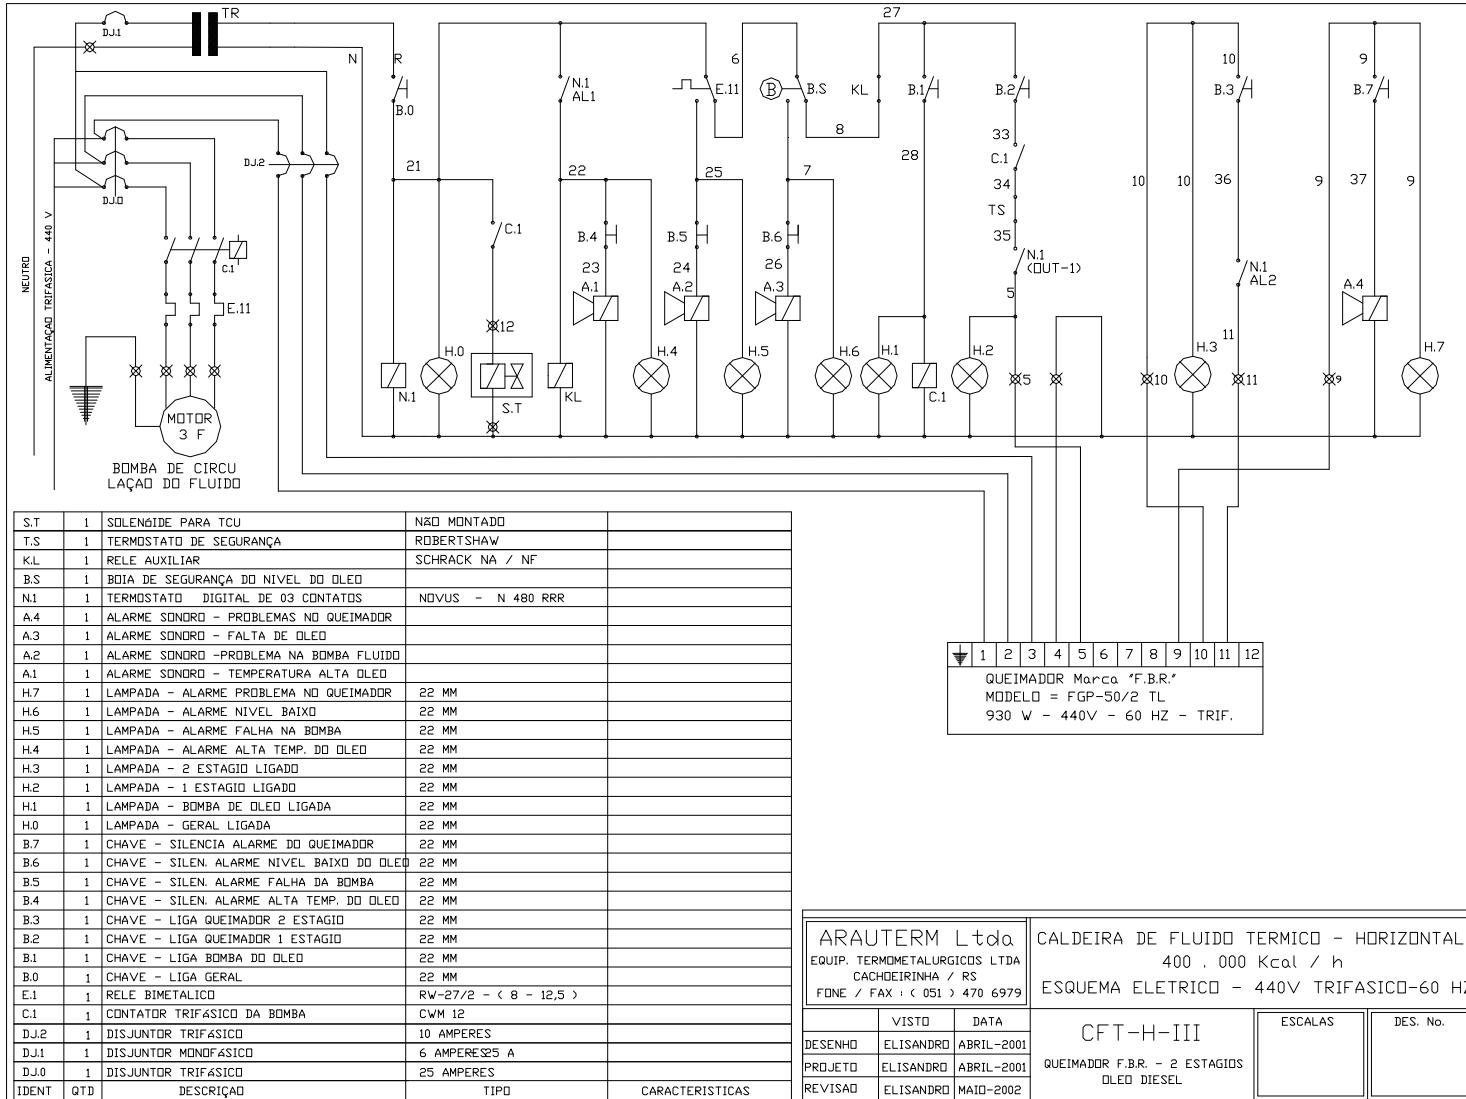 TR
DJ.1
N
R
B.0
N.1
AL1
6
E.11
B
B.S
KL
27
B.1
B.2
10
B.3
9
B.7
8
33
C.1
34
TS
35
N.1
(OUT-1)
5
28
21
22
25
7
10
10
36
9
37
9
DJ.2
DJ.0
C.1
E.11
NEUTRO
ALIMENTAÇAO TRIFASICA - 440 V
C.1
B.4
B.5
B.6
23
24
26
A.1
A.2
A.3
N.1
AL2
A.4
12
11
H.0
H.4
H.5
H.6
H.1
H.2
H.3
H.7
N.1
S.T
KL
C.1
5
10
11
9
MOTOR
3 F
BOMBA DE CIRCU
LAÇAO DO FLUIDO
S.T 1 SOLENóIDE PARA TCU NÃO MONTADO
T.S 1 TERMOSTATO DE SEGURANÇA ROBERTSHAW
K.L 1 RELE AUXILIAR SCHRACK NA / NF
B.S 1 BOIA DE SEGURANÇA DO NIVEL DO OLEO
N.1 1 TERMOSTATO DIGITAL DE 03 CONTATOS NOVUS - N 480 RRR
A.4 1 ALARME SONORO - PROBLEMAS NO QUEIMADOR
A.3 1 ALARME SONORO - FALTA DE OLEO
A.2 1 ALARME SONORO -PROBLEMA NA BOMBA FLUIDO
A.1 1 ALARME SONORO - TEMPERATURA ALTA OLEO
H.7 1 LAMPADA - ALARME PROBLEMA NO QUEIMADOR 22 MM
H.6 1 LAMPADA - ALARME NIVEL BAIXO 22 MM
H.5 1 LAMPADA - ALARME FALHA NA BOMBA 22 MM
H.4 1 LAMPADA - ALARME ALTA TEMP. DO OLEO 22 MM
H.3 1 LAMPADA - 2 ESTAGIO LIGADO 22 MM
H.2 1 LAMPADA - 1 ESTAGIO LIGADO 22 MM
H.1 1 LAMPADA - BOMBA DE OLEO LIGADA 22 MM
H.0 1 LAMPADA - GERAL LIGADA 22 MM
B.7 1 CHAVE - SILENCIA ALARME DO QUEIMADOR 22 MM
B.6 1 CHAVE - SILEN. ALARME NIVEL BAIXO DO OLEO 22 MM
B.5 1 CHAVE - SILEN. ALARME FALHA DA BOMBA 22 MM
B.4 1 CHAVE - SILEN. ALARME ALTA TEMP. DO OLEO 22 MM
B.3 1 CHAVE - LIGA QUEIMADOR 2 ESTAGIO 22 MM
B.2 1 CHAVE - LIGA QUEIMADOR 1 ESTAGIO 22 MM
B.1 1 CHAVE - LIGA BOMBA DO OLEO 22 MM
B.0 1 CHAVE - LIGA GERAL 22 MM
E.1 1 RELE BIMETALICO RW-27/2 - ( 8 - 12,5 )
C.1 1 CONTATOR TRIFáSICO DA BOMBA CWM 12
DJ.2 1 DISJUNTOR TRIFáSICO 10 AMPERES
DJ.1 1 DISJUNTOR MONOFáSICO 6 AMPERES25 A
DJ.0 1 DISJUNTOR TRIFáSICO 25 AMPERES
IDENT QTD DESCRIÇAO TIPO CARACTERISTICAS
1 2 3 4 5 6 7 8 9 10 11 12
QUEIMADOR Marca "F.B.R."
MODELO = FGP-50/2 TL
930 W - 440V - 60 HZ - TRIF.
ARAUTERM Ltda
EQUIP. TERMOMETALURGICOS LTDA
CACHOEIRINHA / RS
FONE / FAX : ( 051 ) 470 6979
CALDEIRA DE FLUIDO TERMICO - HORIZONTAL
400 . 000 Kcal / h
ESQUEMA ELETRICO - 440V TRIFASICO-60 HZ
VISTO DATA
DESENHO ELISANDRO ABRIL-2001
PROJETO ELISANDRO ABRIL-2001
REVISAO ELISANDRO MAIO-2002
CFT-H-III
QUEIMADOR F.B.R. - 2 ESTAGIOS
OLEO DIESEL
ESCALAS
DES. No.